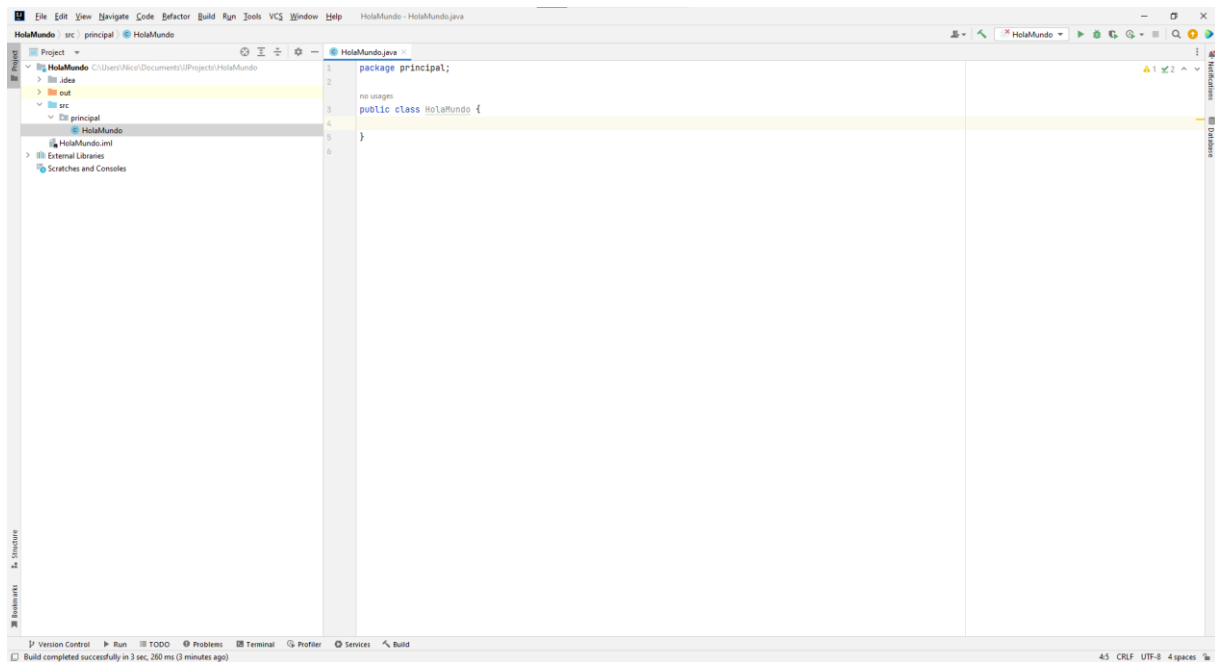 File Edit View Navigate Code Refactor Build Run Tools VCS Window Help HolaMundo - HolaMundo.java
HolaMundo src principal HolaMundo
HolaMundo
Project
Project
HolaMundo.java
HolaMundo C:\Users\Nico\Documents\IJProjects\HolaMundo
.idea
out
src
principal
HolaMundo
HolaMundo.iml
External Libraries
Scratches and Consoles
1 package principal;
2
no usages
3 public class HolaMundo {
4
5 }
6
1 2
Notifications
Database
Structure
Bookmarks
Version Control Run TODO Problems Terminal Profiler Services Build
Build completed successfully in 3 sec, 260 ms (3 minutes ago)
4:5 CRLF UTF-8 4 spaces